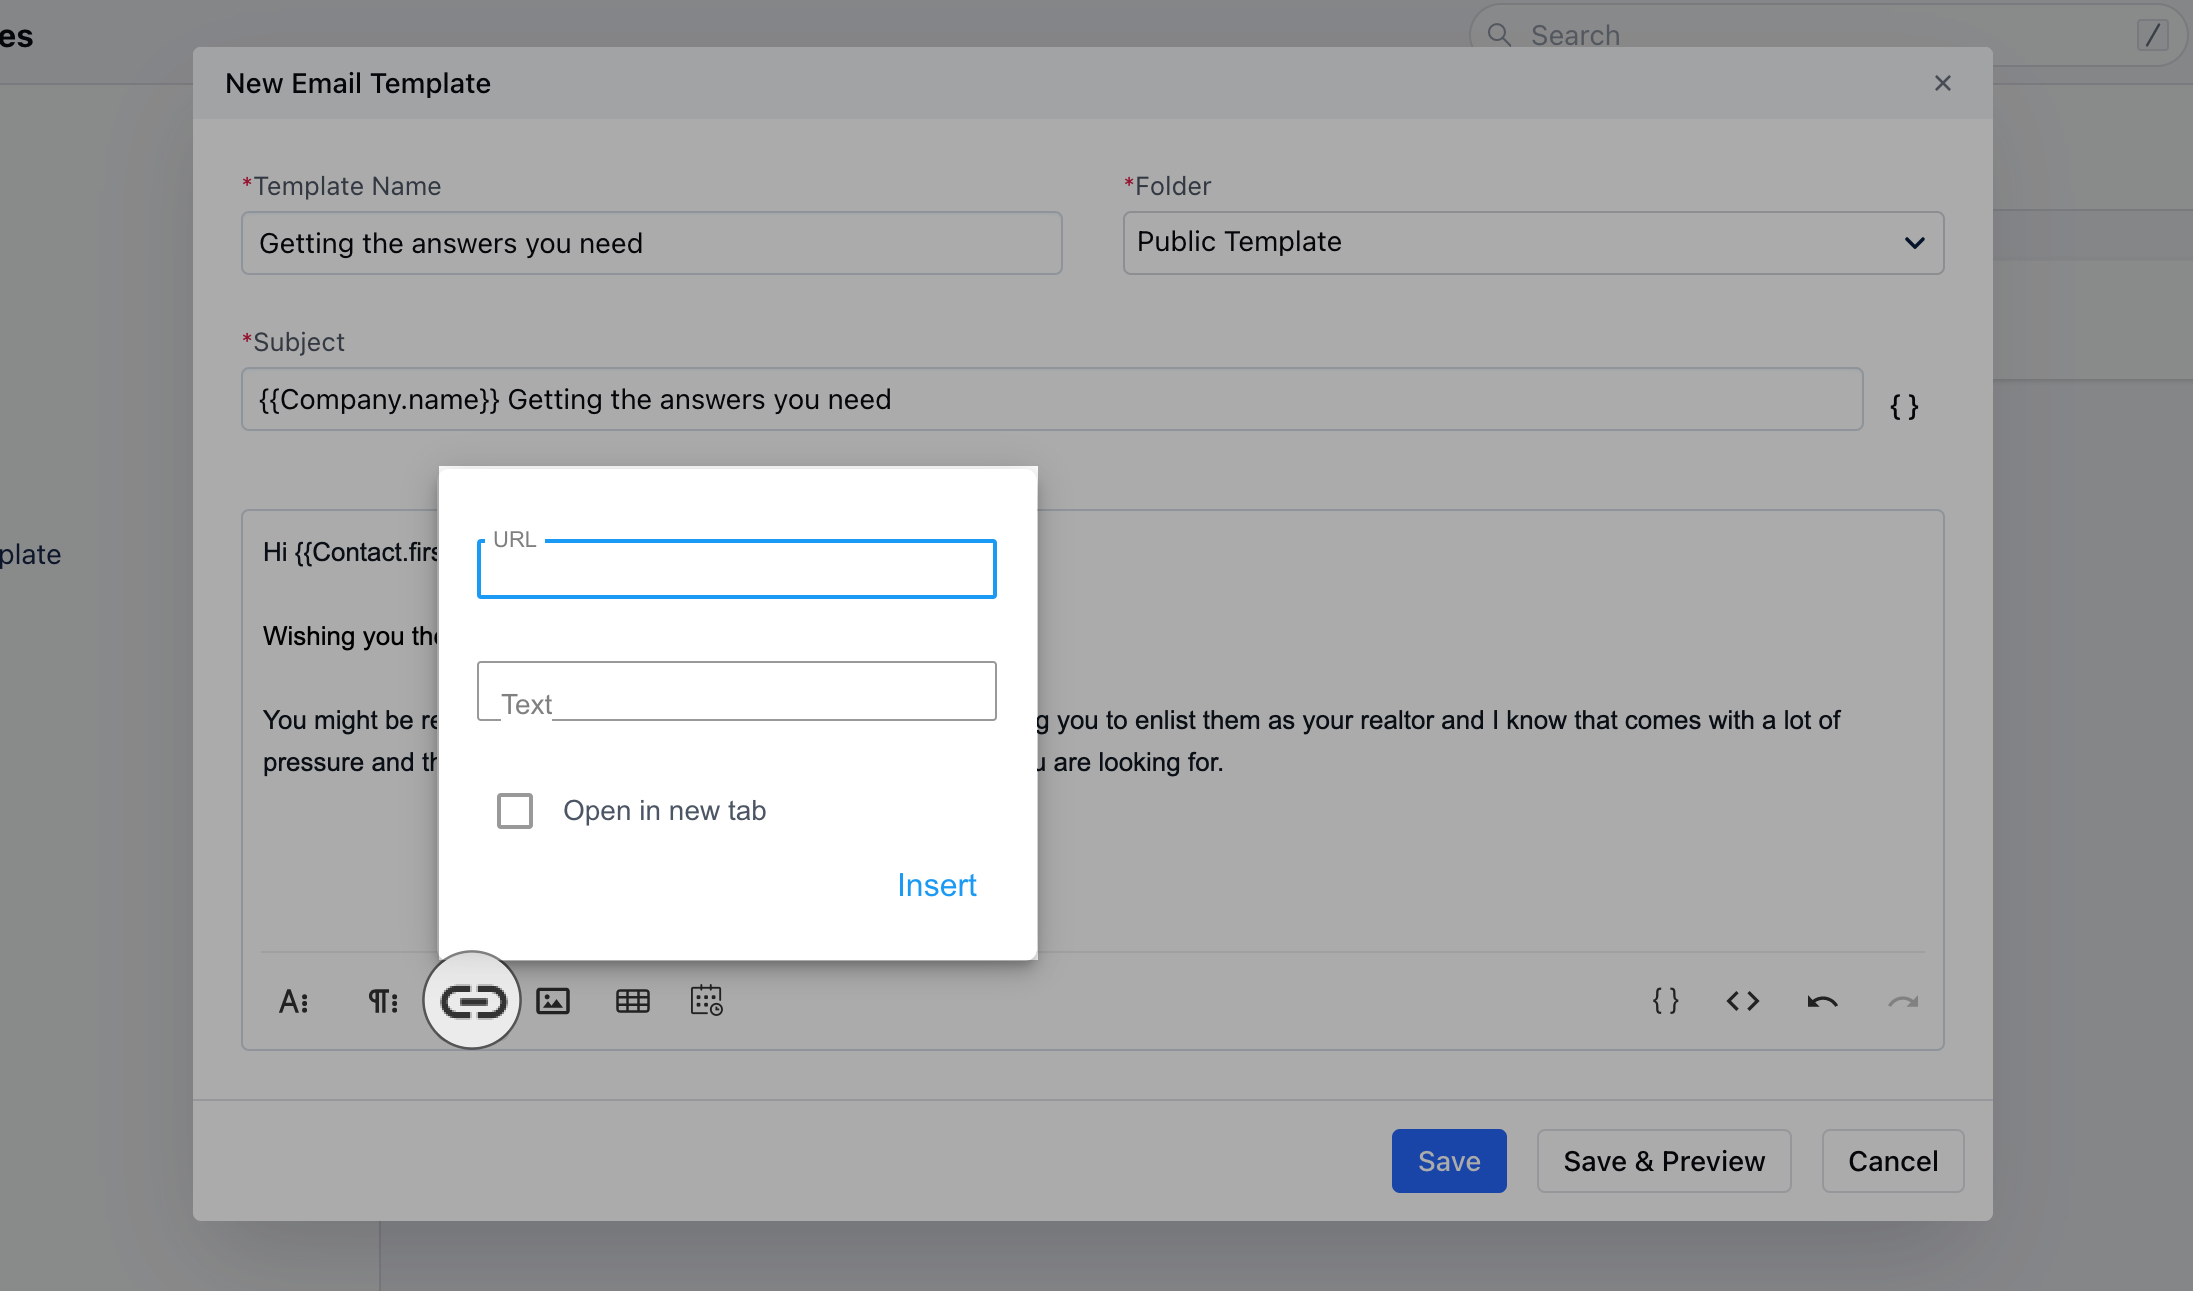 es
Search
/
New Email Template
*Template Name
*Folder
Getting the answers you need
Public Template
*Subject
{{Company.name}} Getting the answers you need
{ }
plate
Hi {{Contact.firs
Wishing you the
You might be re
g you to enlist them as your realtor and I know that comes with a lot of
pressure and th
u are looking for.
URL
Text
Open in new tab
Insert
A:
¶:
{ }
< >
Save
Save & Preview
Cancel